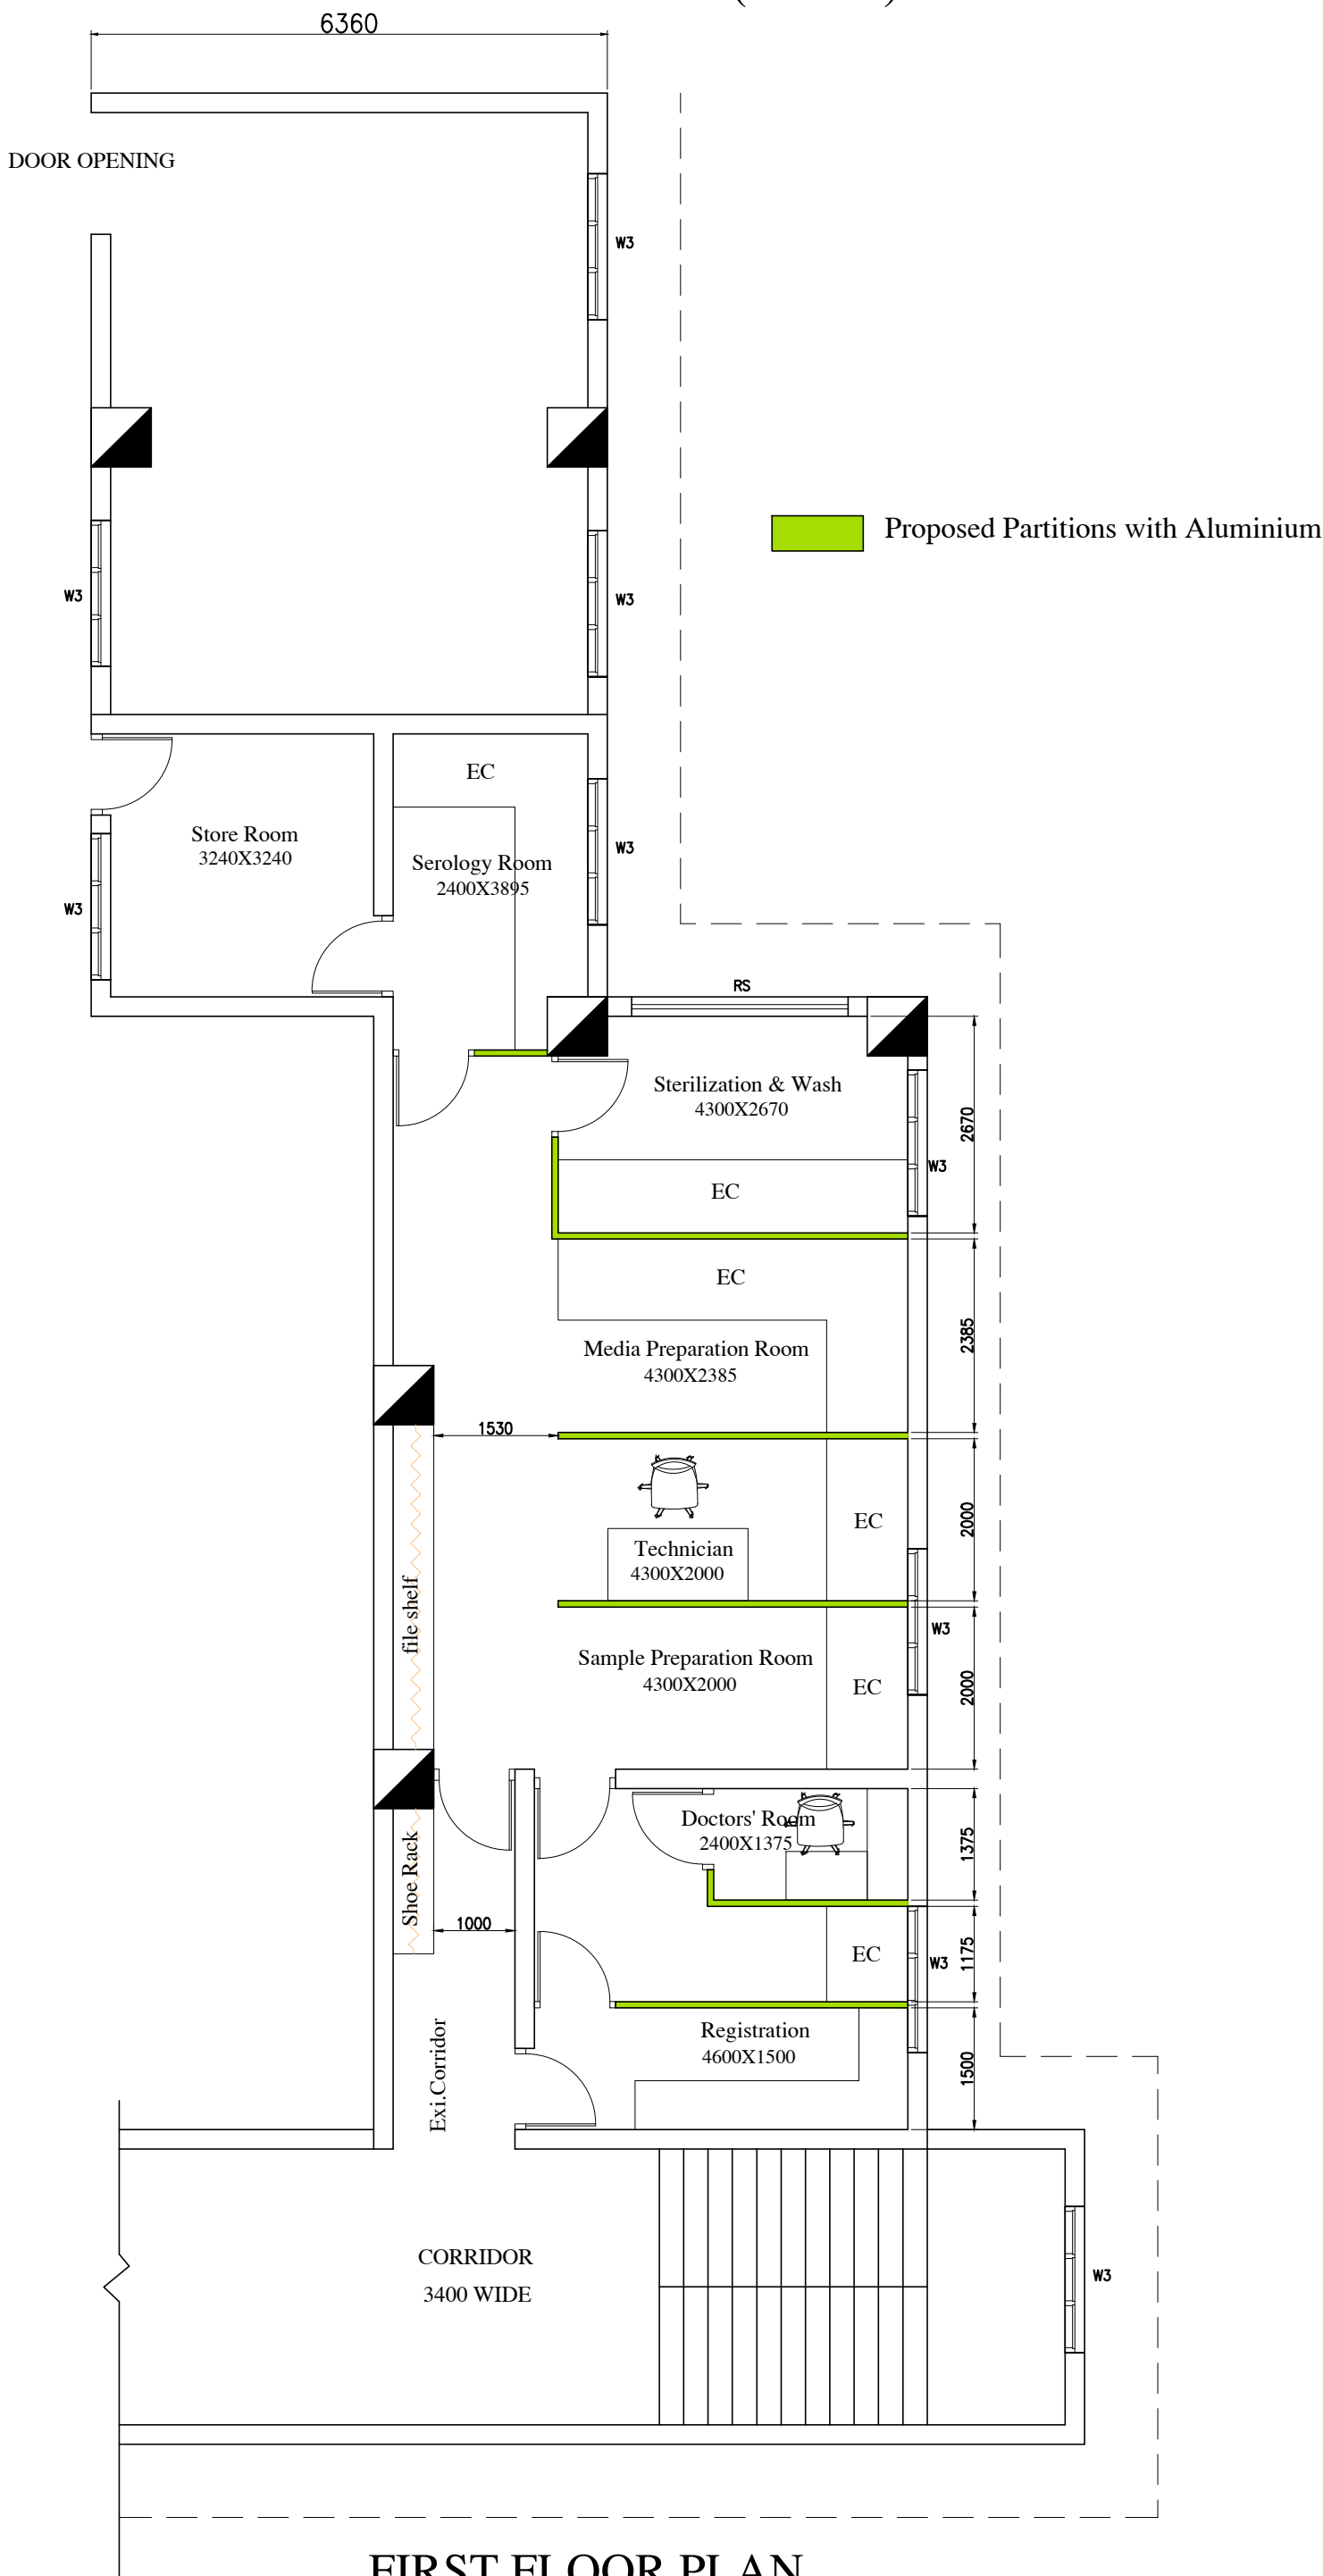 6360
DOOR OPENING
W3
Proposed Partitions with Aluminium
W3
W3
EC
Store Room
3240X3240
W3
Serology Room
2400X3895
W3
RS
Sterilization & Wash
4300X2670
2670
W3
EC
EC
2385
Media Preparation Room
4300X2385
1530
EC
2000
Technician
4300X2000
file shelf
W3
Sample Preparation Room
4300X2000
EC
2000
Doctors' Room
2400X1375
1375
Shoe Rack
1000
EC
W3
1175
Registration
4600X1500
1500
Exi.Corridor
CORRIDOR
3400 WIDE
W3
FIRST FLOOR PLAN